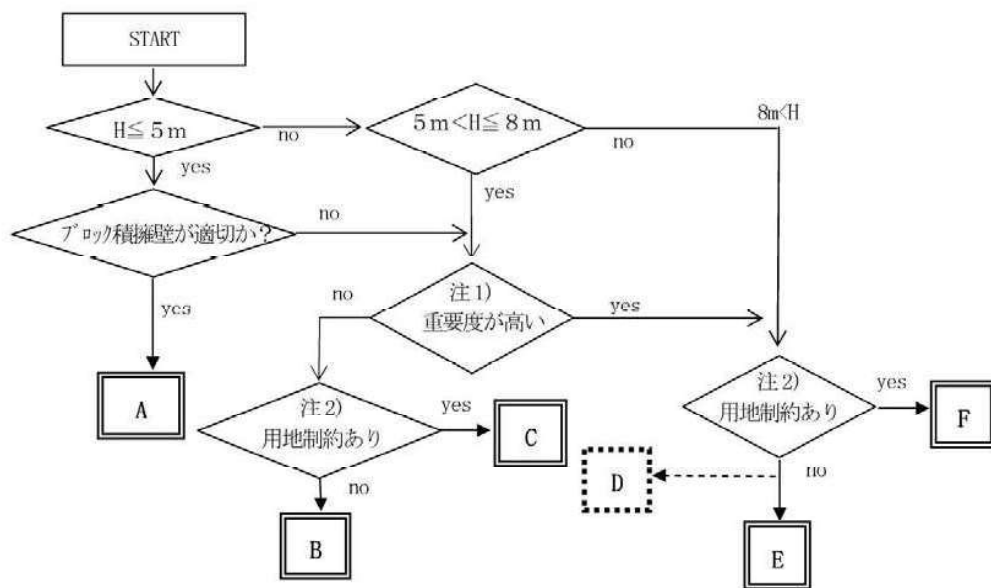 START
H≦5m
no
5m<H≦8m
no
8m<H
yes
yes
ﾌﾞﾛｯｸ積擁壁が適切か?
no
yes
注1)
重要度が高い
no
yes
A
注2)
用地制約あり
yes
C
no
B
注2)
用地制約あり
yes
F
no
D
E